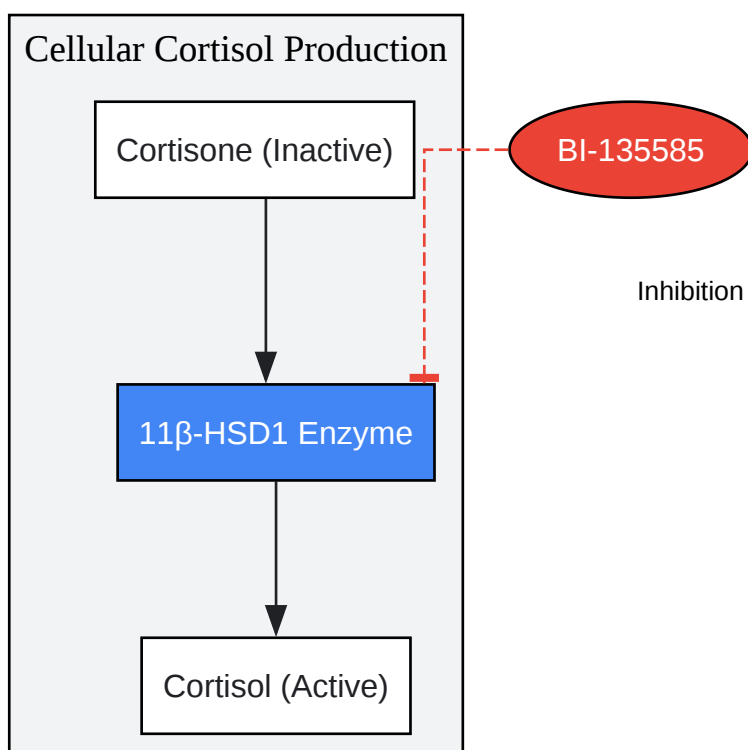 Cellular Cortisol Production
Cortisone (Inactive)
BI-135585
Inhibition
11β-HSD1 Enzyme
Cortisol (Active)